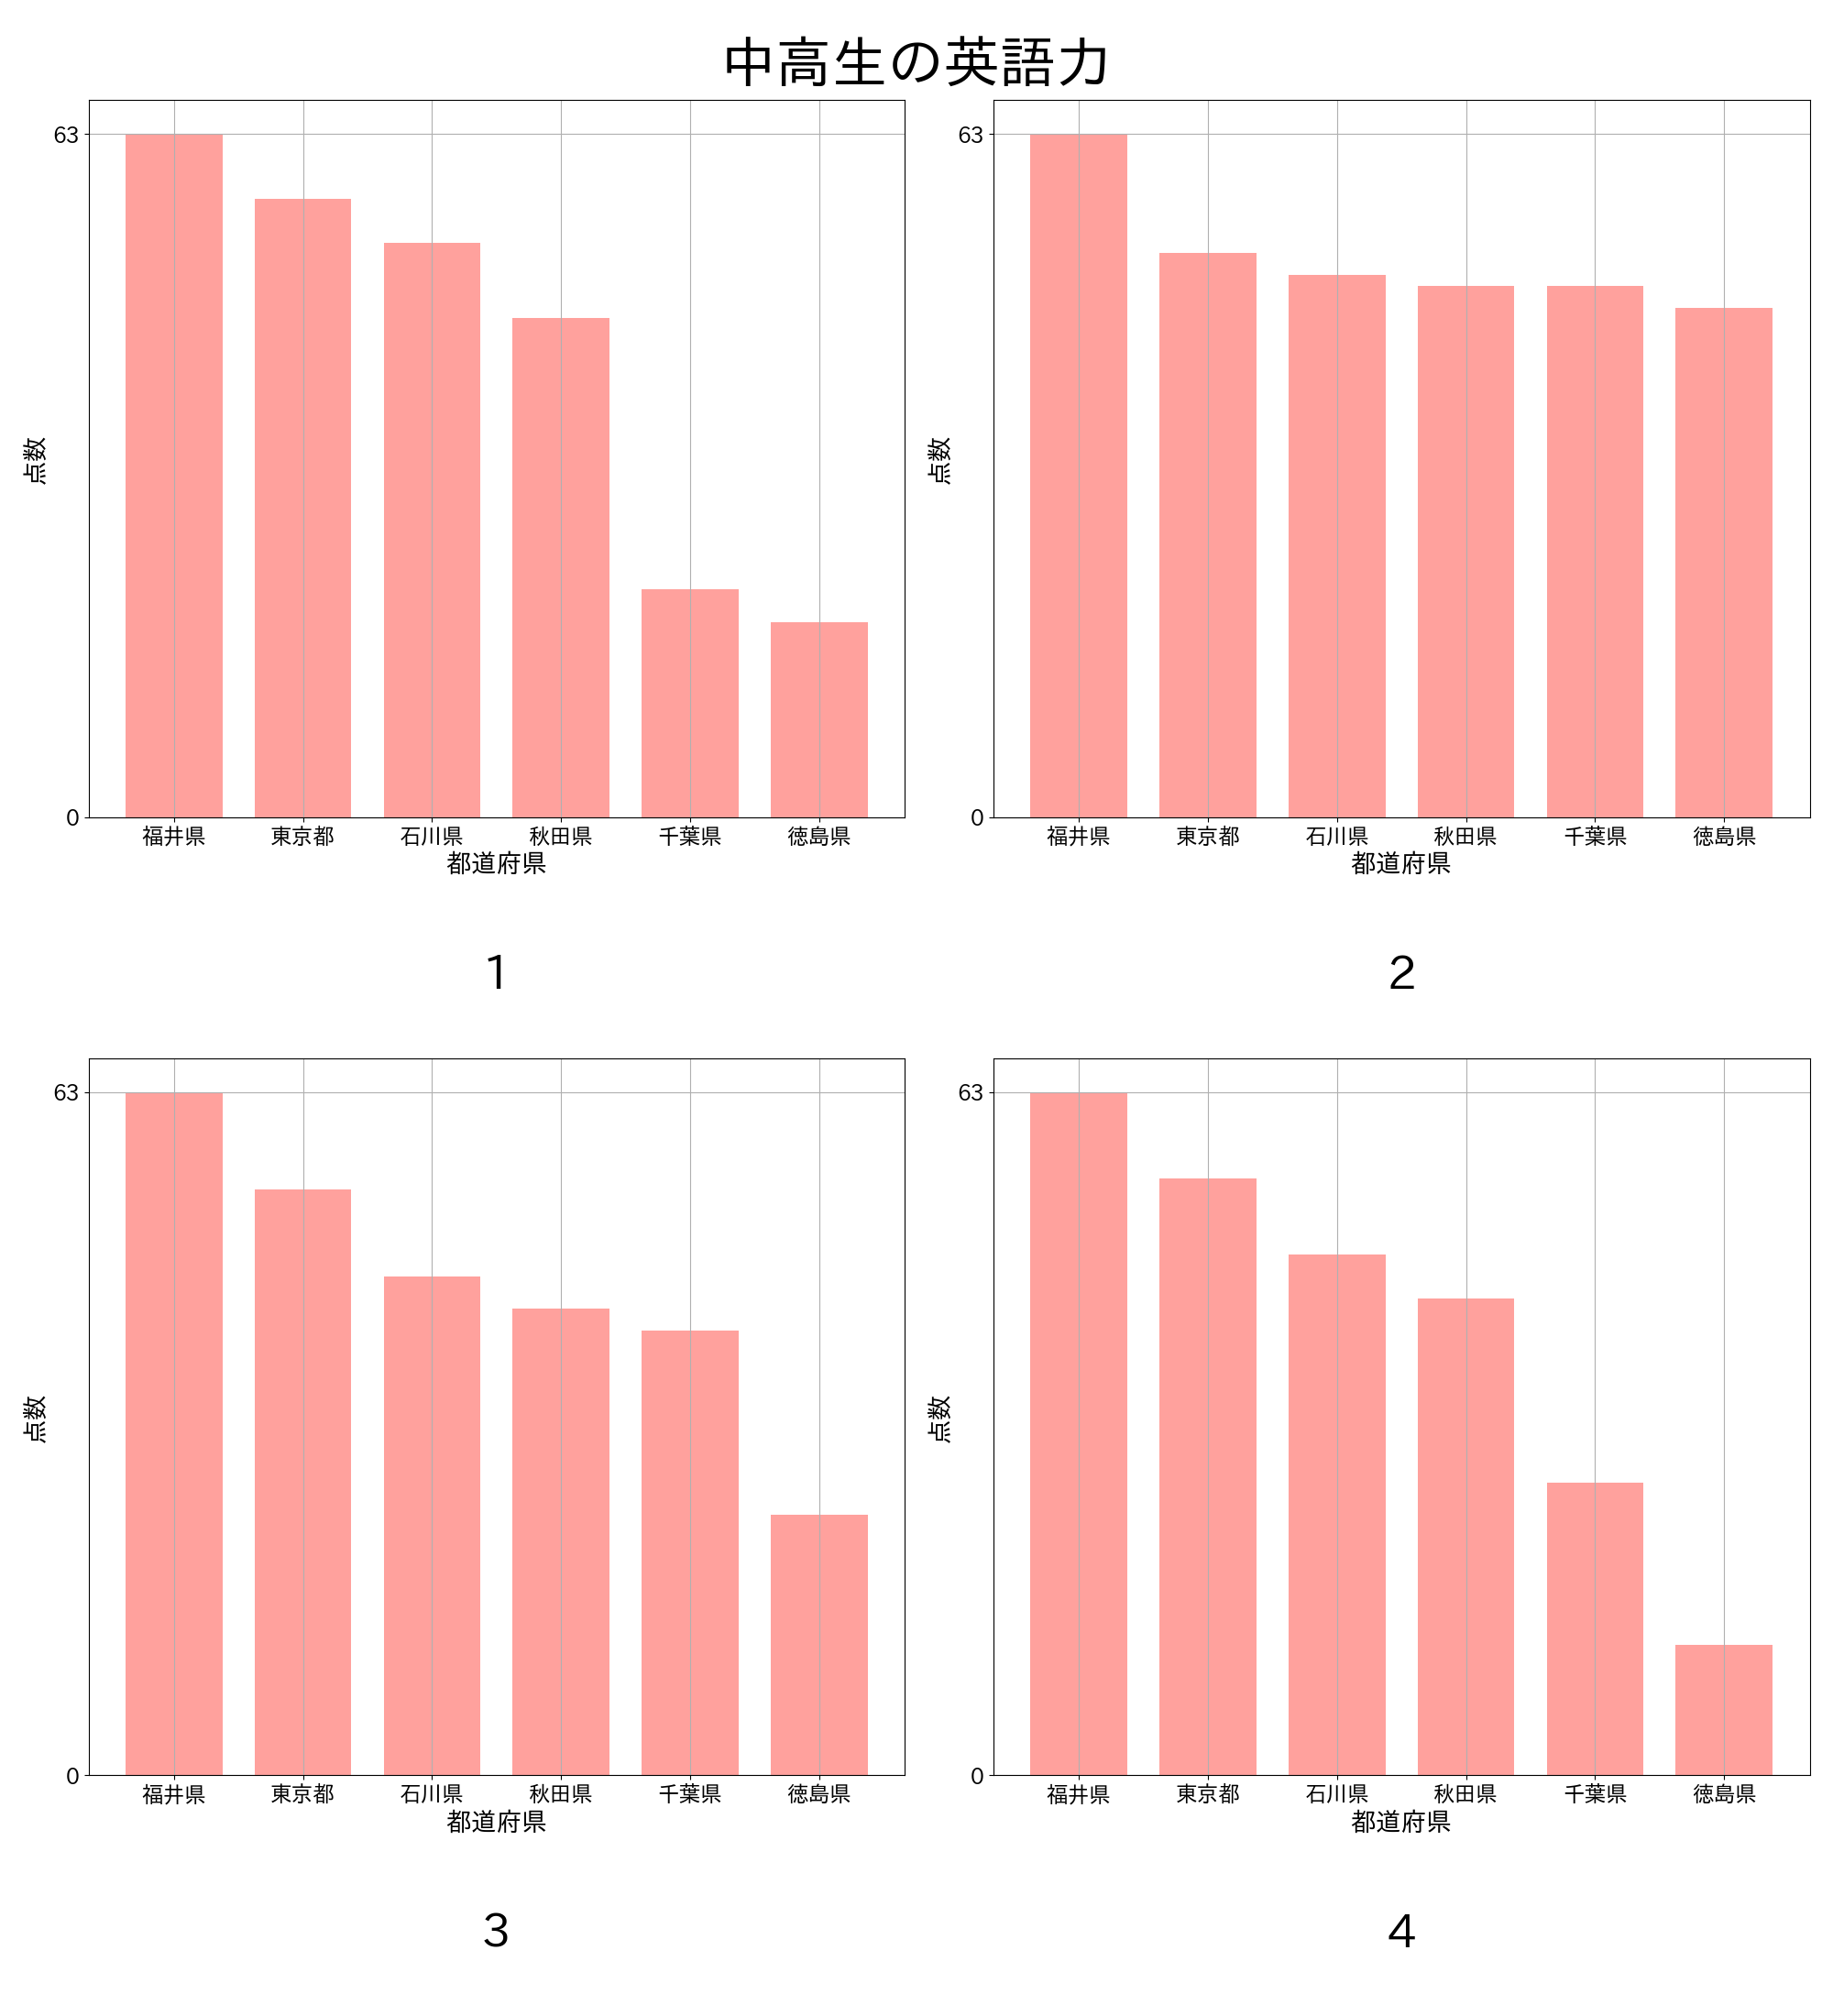 中高生の英語力
63
0
点数
福井県 東京都 石川県 秋田県 千葉県 徳島県
都道府県
1
63
0
点数
福井県 東京都 石川県 秋田県 千葉県 徳島県
都道府県
2
63
0
点数
福井県 東京都 石川県 秋田県 千葉県 徳島県
都道府県
3
63
0
点数
福井県 東京都 石川県 秋田県 千葉県 徳島県
都道府県
4